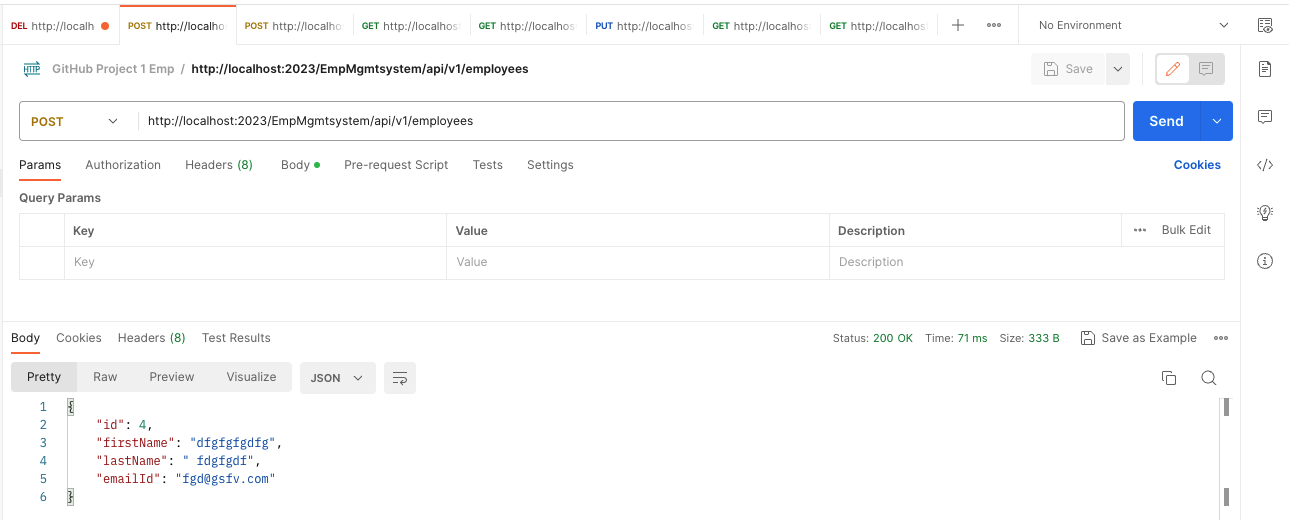 DEL http://localh POST http://localho POST http://localho GET http://localhos GET http://localhos PUT http://localhos GET http://localhos GET http://localhos No Environment
HTTP GitHub Project 1 Emp / http://localhost:2023/EmpMgmtsystem/api/v1/employees Save
POST http://localhost:2023/EmpMgmtsystem/api/v1/employees Send
Params Authorization Headers (8) Body Pre-request Script Tests Settings Cookies
Query Params
Key Value Description Bulk Edit
Key Value Description
Body Cookies Headers (8) Test Results Status: 200 OK Time: 71 ms Size: 333 B Save as Example
Pretty Raw Preview Visualize JSON
1 {
2 "id": 4,
3 "firstName": "dfgfgfgdfg",
4 "lastName": " fdgfgdf",
5 "emailId": "fgd@gsfv.com"
6 }